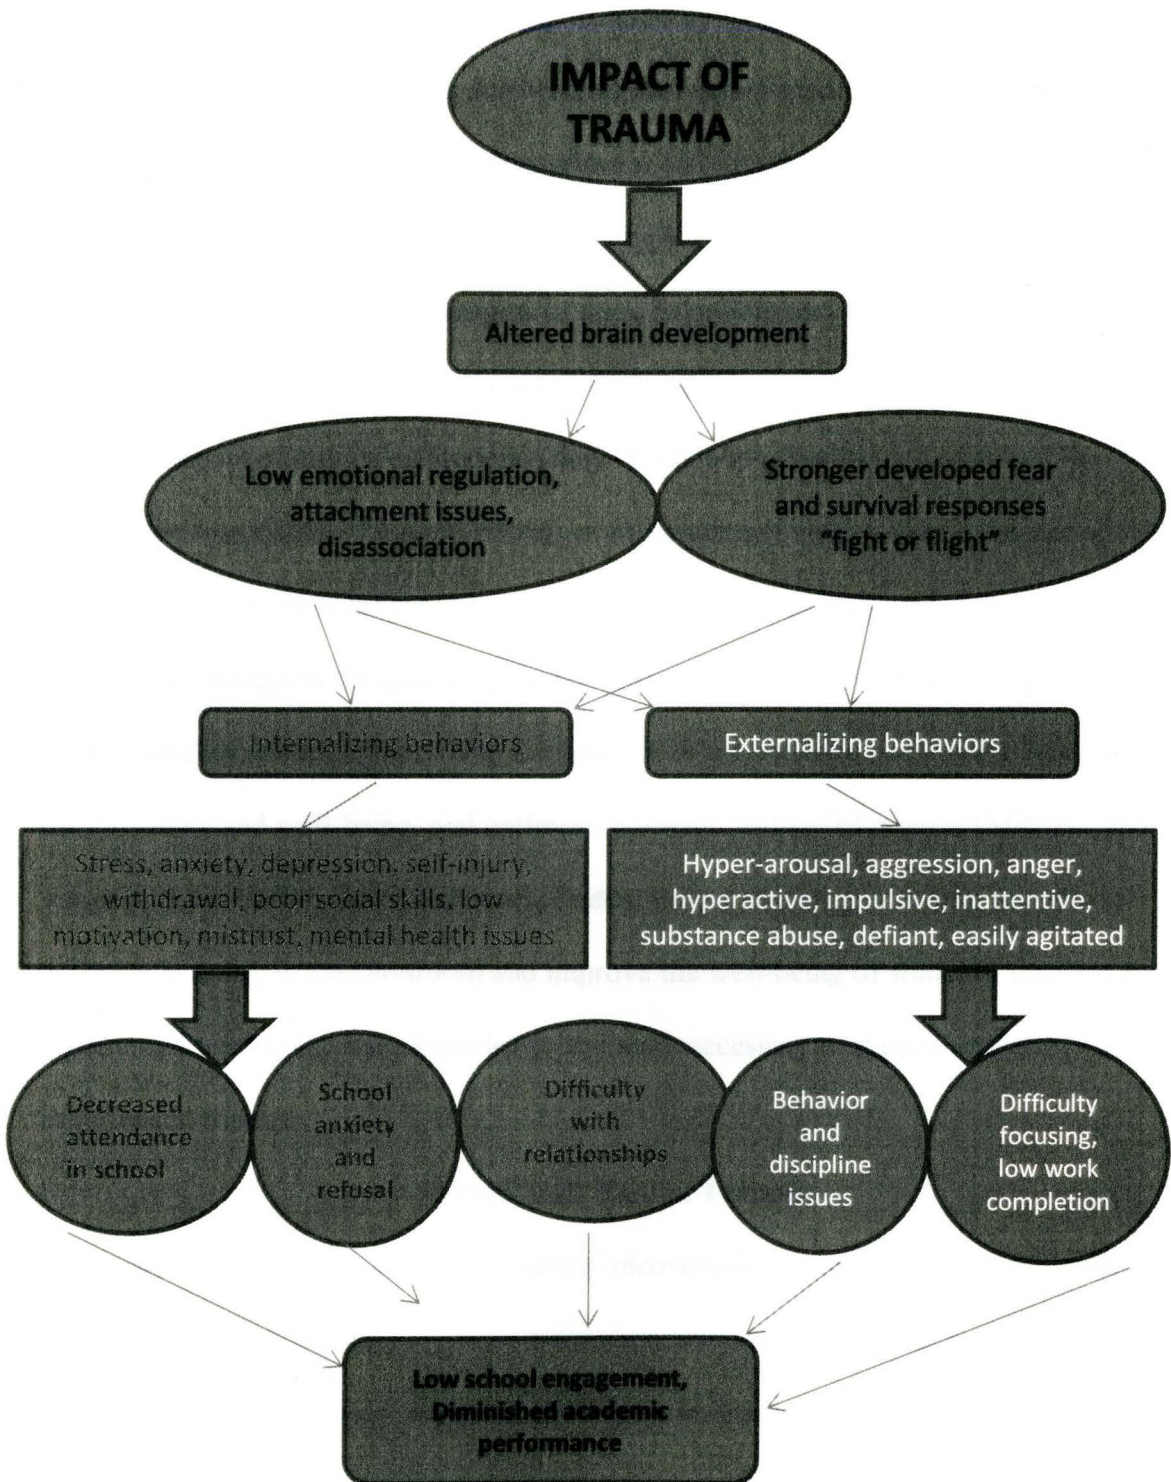 IMPACT OF
TRAUMA
Altered brain development
Low emotional regulation,
attachment issues,
disassociation
Stronger developed fear
and survival responses
"fight or flight"
Internalizing behaviors
Externalizing behaviors
Stress, anxiety, depression, self-injury,
withdrawal, poor social skills, low
motivation, mistrust, mental health issues
Hyper-arousal, aggression, anger,
hyperactive, impulsive, inattentive,
substance abuse, defiant, easily agitated
Decreased
attendance
in school
School
anxiety
and
refusal
Difficulty
with
relationships
Behavior
and
discipline
issues
Difficulty
focusing,
low work
completion
Low school engagement,
Diminished academic
performance